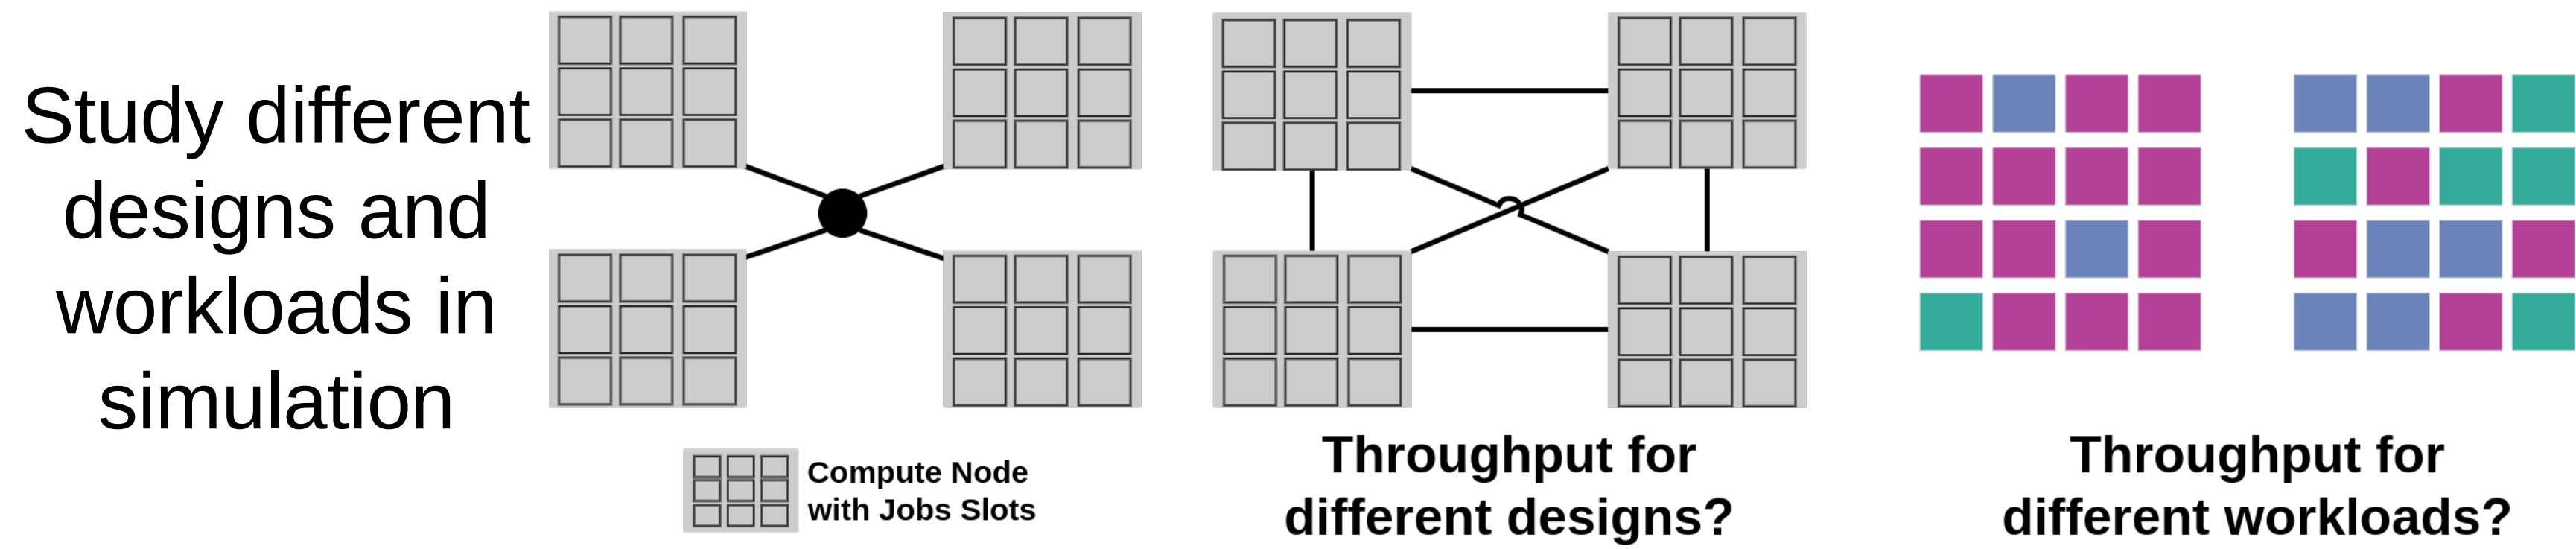 Study different
designs and
workloads in
simulation
Compute Node
with Jobs Slots
Throughput for
different designs?
Throughput for
different workloads?